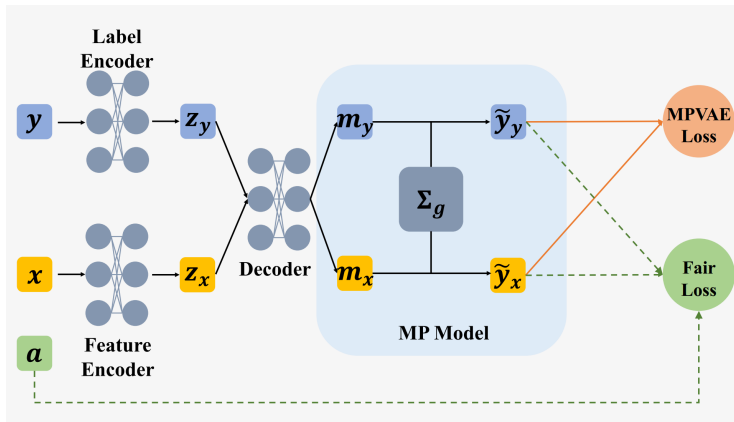 Label
Encoder
y
z_y
m_y
ỹ_y
MPVAE
Loss
Σ_g
Decoder
x
z_x
m_x
ỹ_x
Fair
Loss
MP Model
a
Feature
Encoder